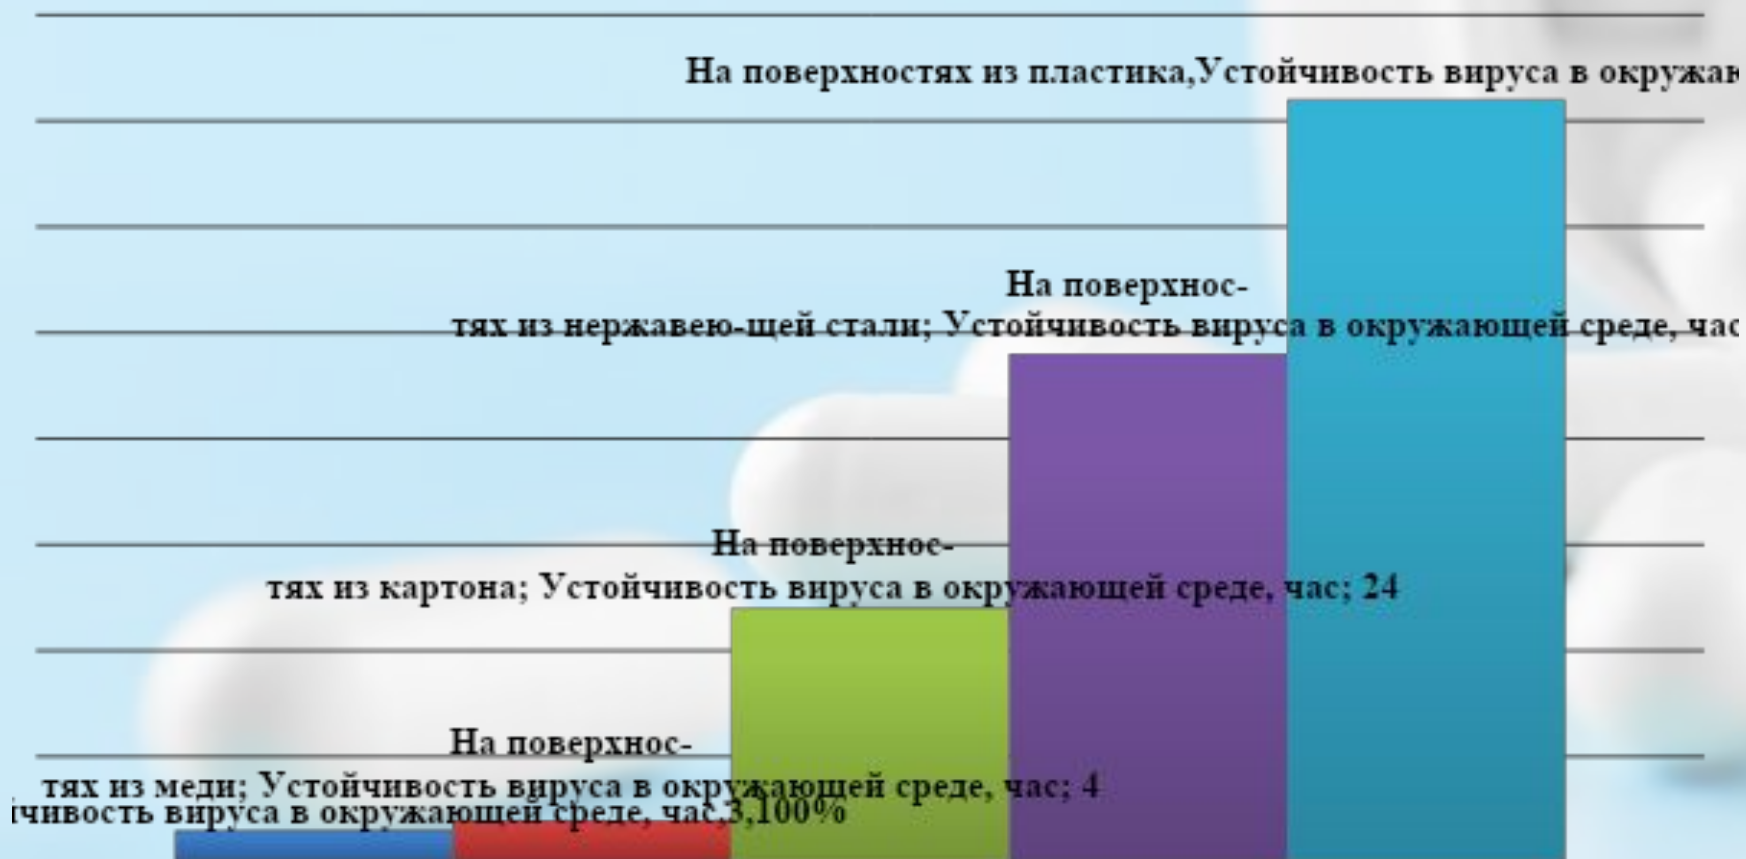 На поверхностях из пластика,Устойчивость вируса в окружаю
На поверхнос-
тях из нержавею-щей стали; Устойчивость вируса в окружающей среде, час
На поверхнос-
тях из картона; Устойчивость вируса в окружающей среде, час; 24
На поверхнос-
тях из меди; Устойчивость вируса в окружающей среде, час; 4
чивость вируса в окружающей среде, час,3,100%